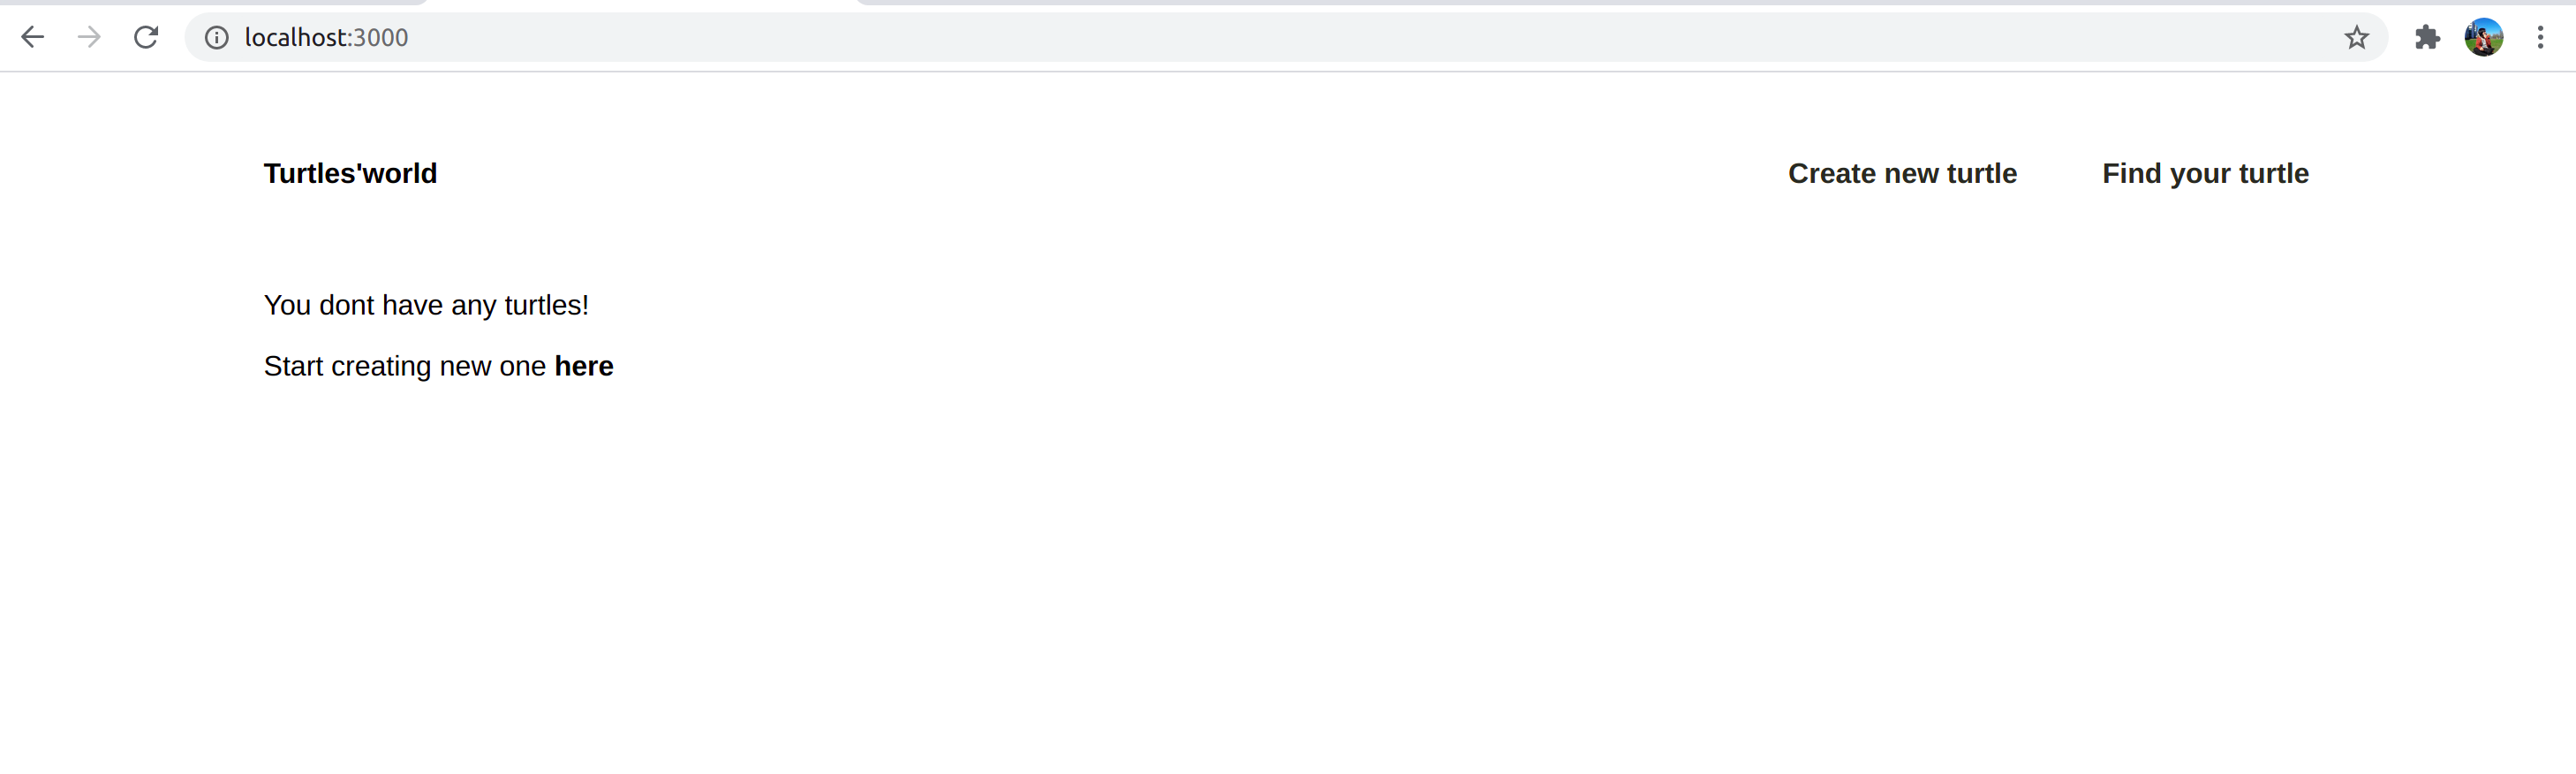 localhost:3000
Turtles'world Create new turtle Find your turtle
You dont have any turtles!
Start creating new one here